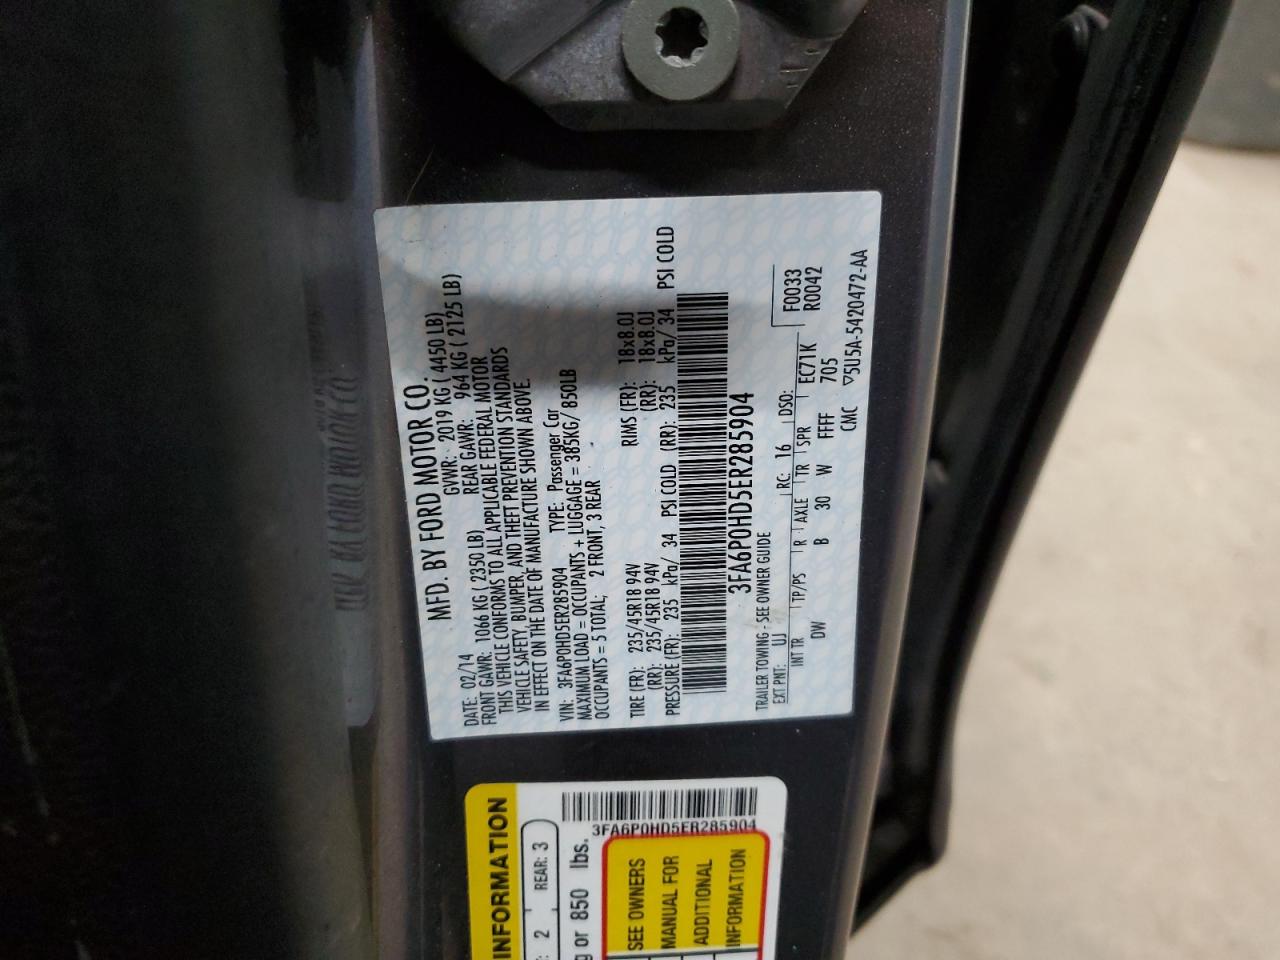 MFD. BY FORD MOTOR CO.
DATE: 02/14 GVWR: 2019 KG ( 4450 LB)
FRONT GAWR: 1066 KG ( 2350 LB) REAR GAWR: 964 KG ( 2125 LB)
THIS VEHICLE CONFORMS TO ALL APPLICABLE FEDERAL MOTOR
VEHICLE SAFETY, BUMPER, AND THEFT PREVENTION STANDARDS
IN EFFECT ON THE DATE OF MANUFACTURE SHOWN ABOVE.
VIN: 3FA6P0HD5ER285904 TYPE: Passenger Car
MAXIMUM LOAD = OCCUPANTS + LUGGAGE = 385KG/ 850LB
OCCUPANTS = 5 TOTAL; 2 FRONT, 3 REAR
TIRE (FR): 235/45R18 94V RIMS (FR): 18x8.0J
(RR): 235/45R18 94V (RR): 18x8.0J
PRESSURE (FR): 235 kPa/ 34 PSI COLD (RR): 235 kPa/ 34 PSI COLD
3FA6P0HD5ER285904
TRAILER TOWING - SEE OWNER GUIDE
EXT PNT: UJ RC: 16 DSO: F0033
R0042
INT TR TP/PS R AXLE TR SPR EC71K
DW B 30 W FFFF 705
CMC ▽5U5A-5420472-AA
INFORMATION
2 REAR: 3
or 850 lbs.
3FA6P0HD5ER285904
SEE OWNERS
MANUAL FOR
ADDITIONAL
INFORMATION